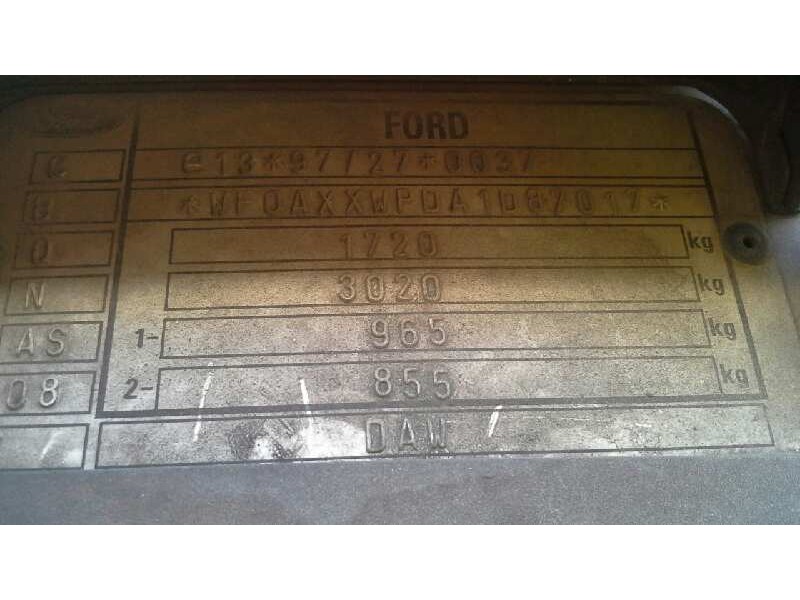 FORD
C e13*97/27*0037
*WF0AXXWPDA1D87017*
Q 1720 kg
N 3020 kg
AS 1- 965 kg
08 2- 855 kg
DAW